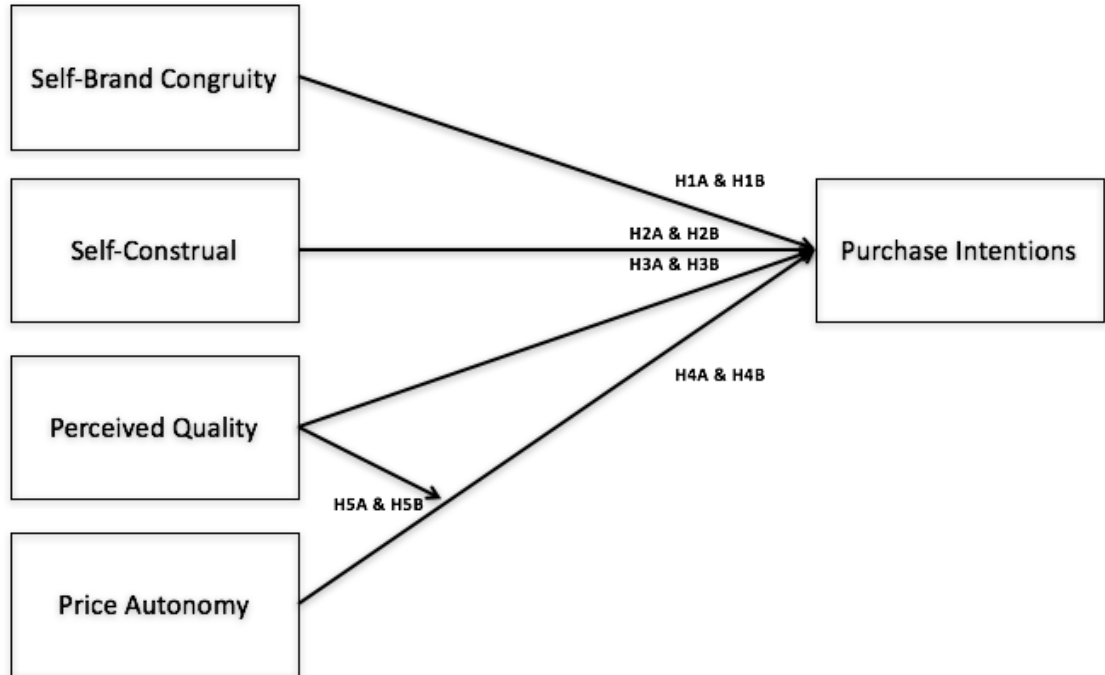 Self-Brand Congruity
H1A & H1B
Self-Construal
H2A & H2B
Purchase Intentions
H3A & H3B
H4A & H4B
Perceived Quality
H5A & H5B
Price Autonomy